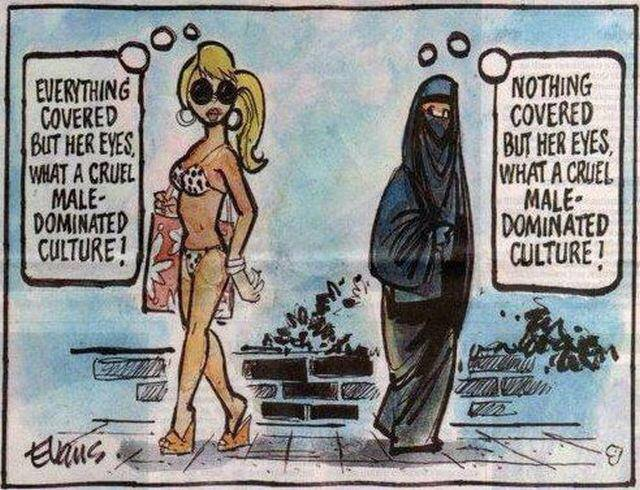 EVERYTHING
COVERED
BUT HER EYES,
WHAT A CRUEL
MALE-
DOMINATED
CULTURE!
NOTHING
COVERED
BUT HER EYES,
WHAT A CRUEL
MALE-
DOMINATED
CULTURE!
Evans